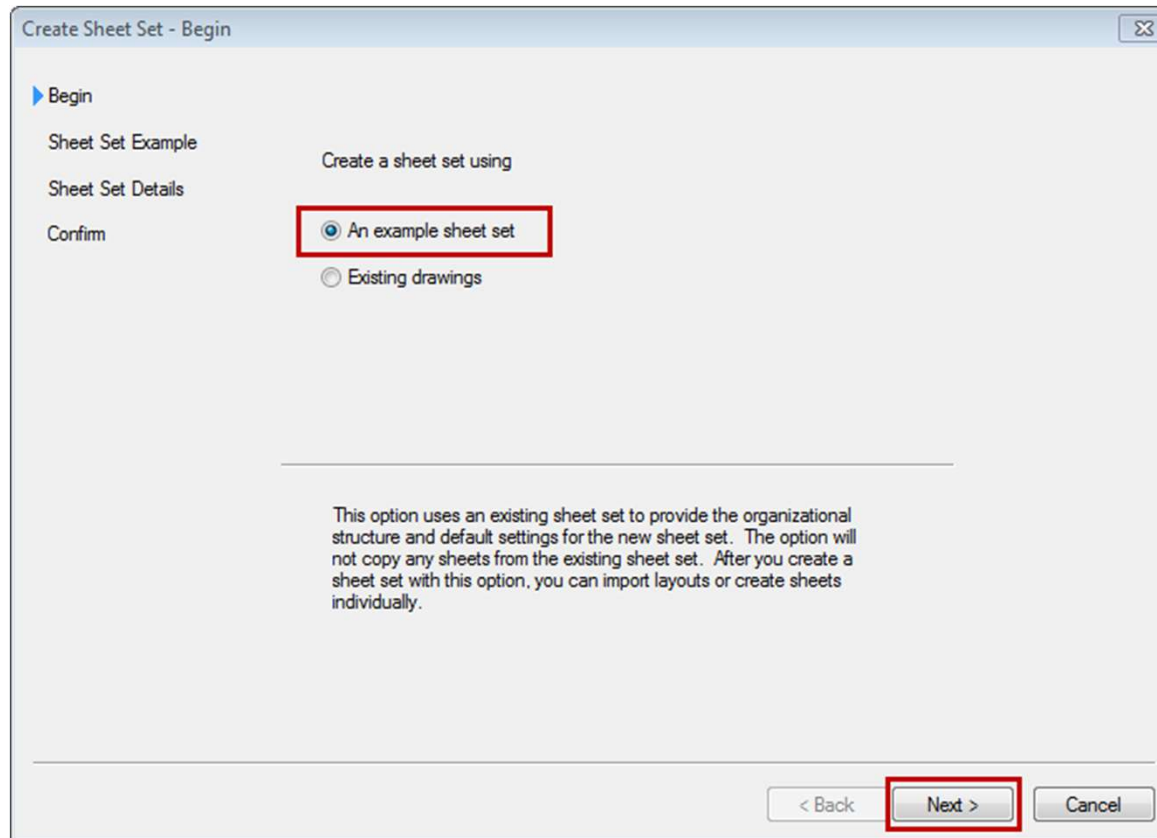 Create Sheet Set - Begin
Begin
Sheet Set Example
Sheet Set Details
Confirm
Create a sheet set using
An example sheet set
Existing drawings
This option uses an existing sheet set to provide the organizational
structure and default settings for the new sheet set.  The option will
not copy any sheets from the existing sheet set.  After you create a
sheet set with this option, you can import layouts or create sheets
individually.
< Back
Next >
Cancel